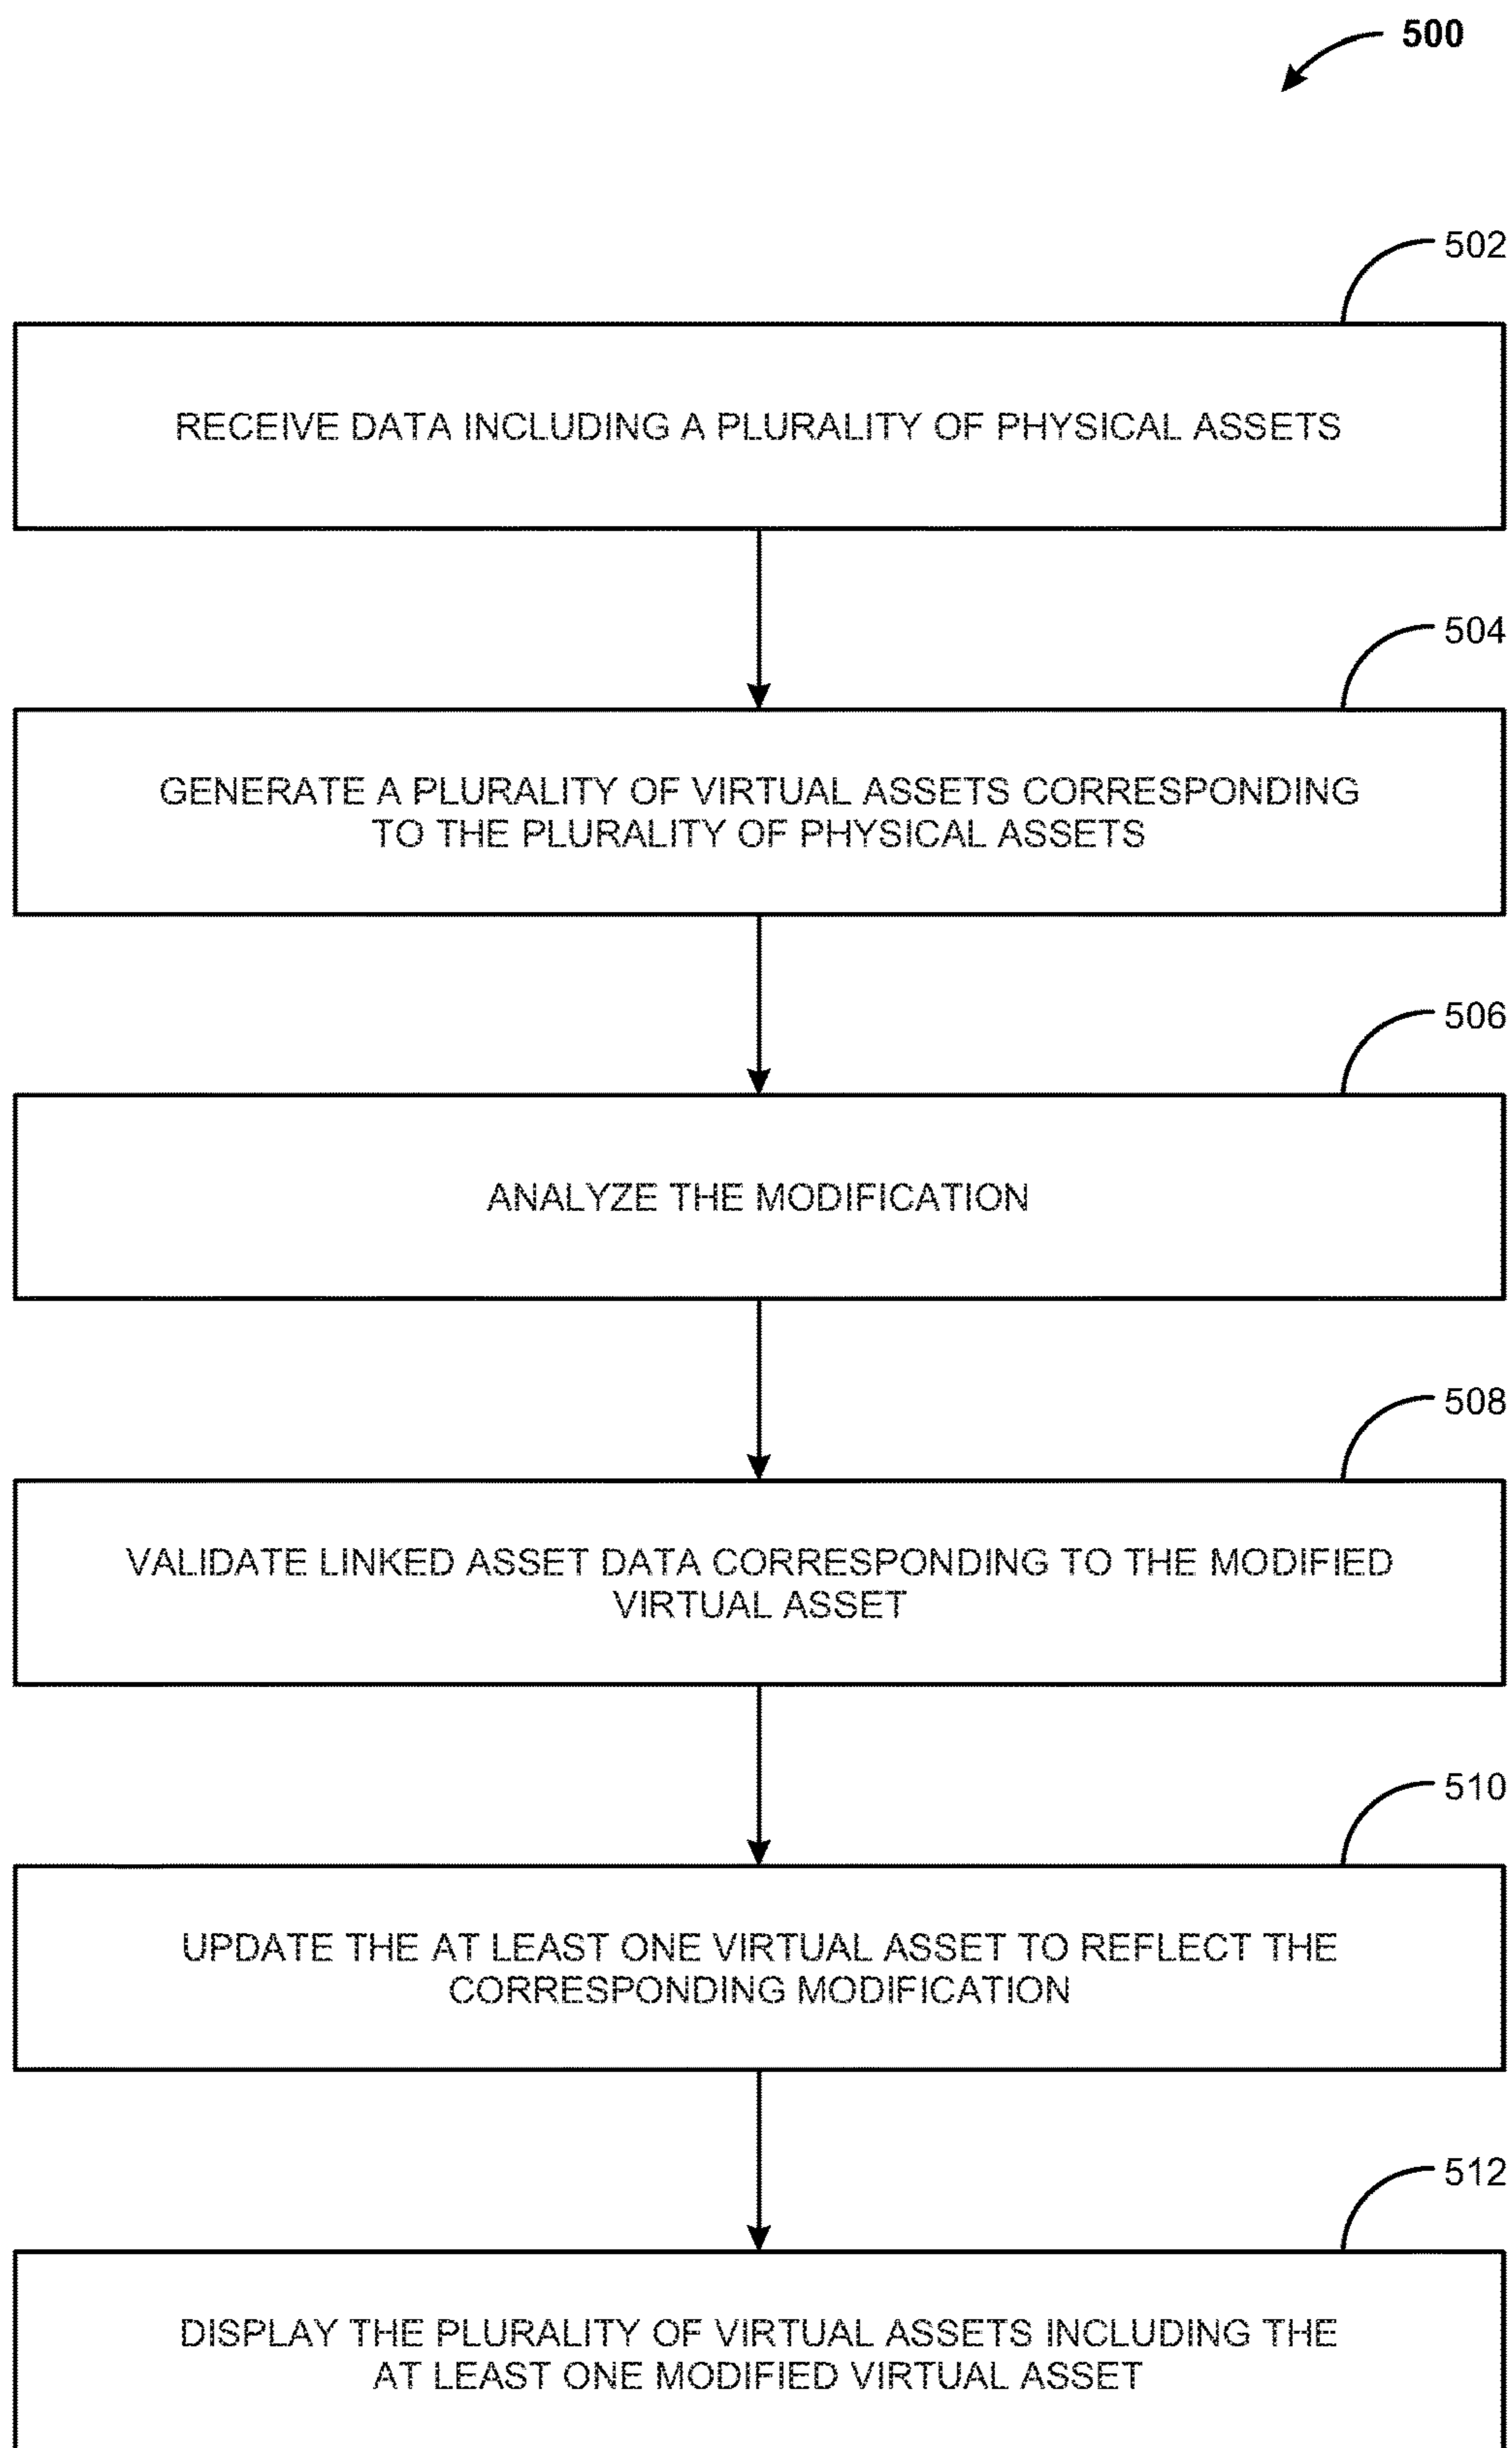 500
502
RECEIVE DATA INCLUDING A PLURALITY OF PHYSICAL ASSETS
504
GENERATE A PLURALITY OF VIRTUAL ASSETS CORRESPONDING
TO THE PLURALITY OF PHYSICAL ASSETS
506
ANALYZE THE MODIFICATION
508
VALIDATE LINKED ASSET DATA CORRESPONDING TO THE MODIFIED
VIRTUAL ASSET
510
UPDATE THE AT LEAST ONE VIRTUAL ASSET TO REFLECT THE
CORRESPONDING MODIFICATION
512
DISPLAY THE PLURALITY OF VIRTUAL ASSETS INCLUDING THE
AT LEAST ONE MODIFIED VIRTUAL ASSET